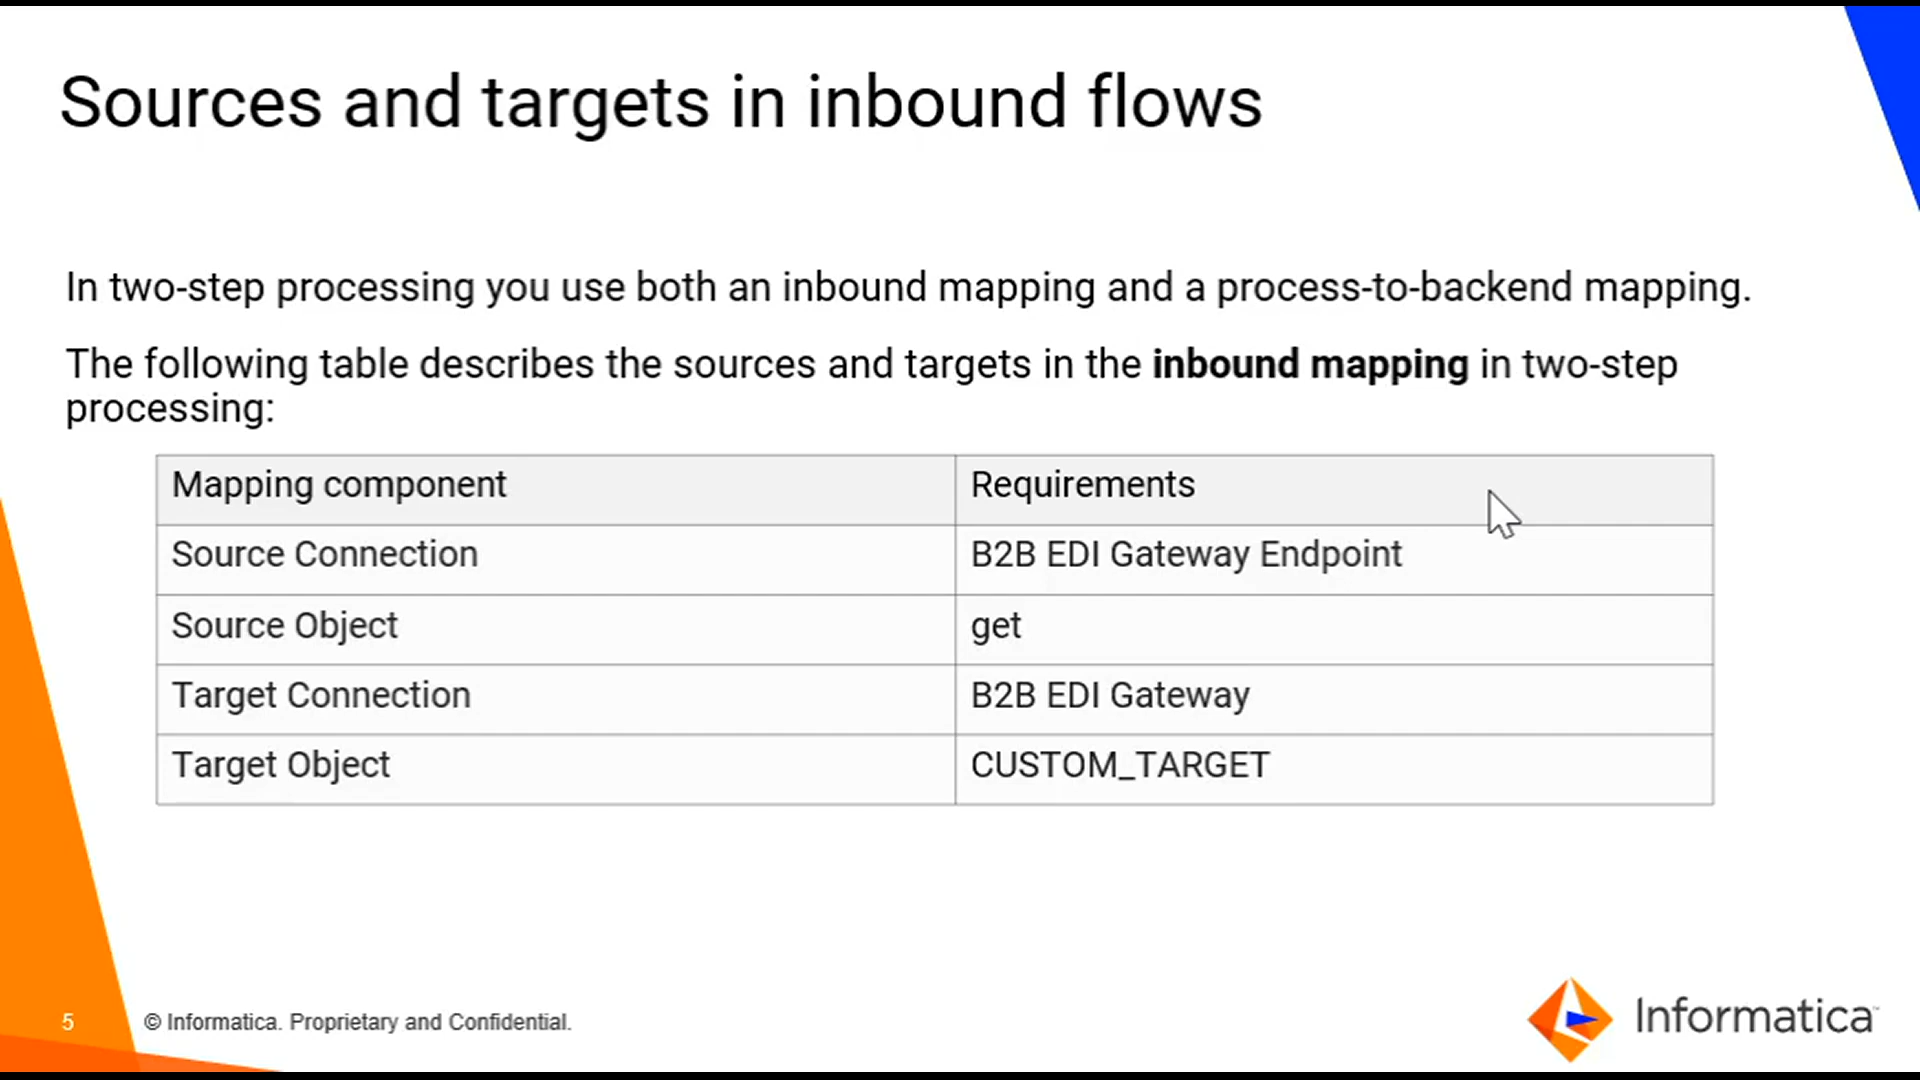 Sources and targets in inbound flows
In two-step processing you use both an inbound mapping and a process-to-backend mapping.
The following table describes the sources and targets in the inbound mapping in two-step
processing:
Mapping component Requirements
Source Connection B2B EDI Gateway Endpoint
Source Object get
Target Connection B2B EDI Gateway
Target Object CUSTOM_TARGET
5 © Informatica. Proprietary and Confidential.
Informatica